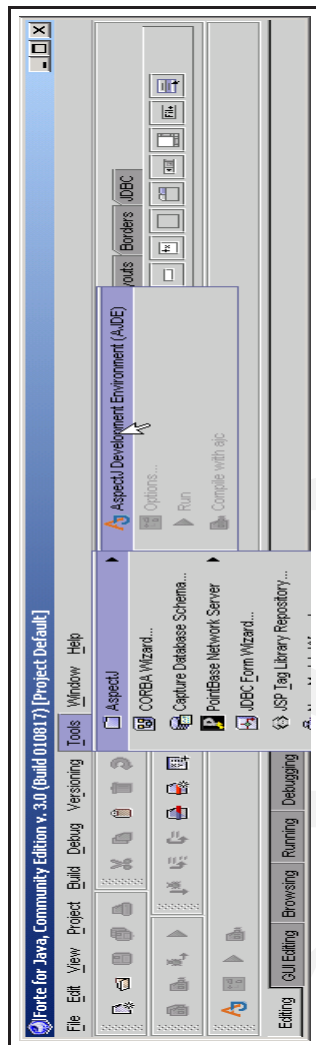 Forte for Java, Community Edition v. 3.0 (Build 010817) [Project Default]
File Edit View Project Build Debug Versioning Tools Window Help
AspectJ
CORBA Wizard...
Capture Database Schema...
PointBase Network Server
JDBC Form Wizard...
JSP Tag Library Repository...
AspectJ Development Environment (AJDE)
Options...
Run
Compile with ajc
youts Borders JDBC
Editing GUI Editing Browsing Running Debugging